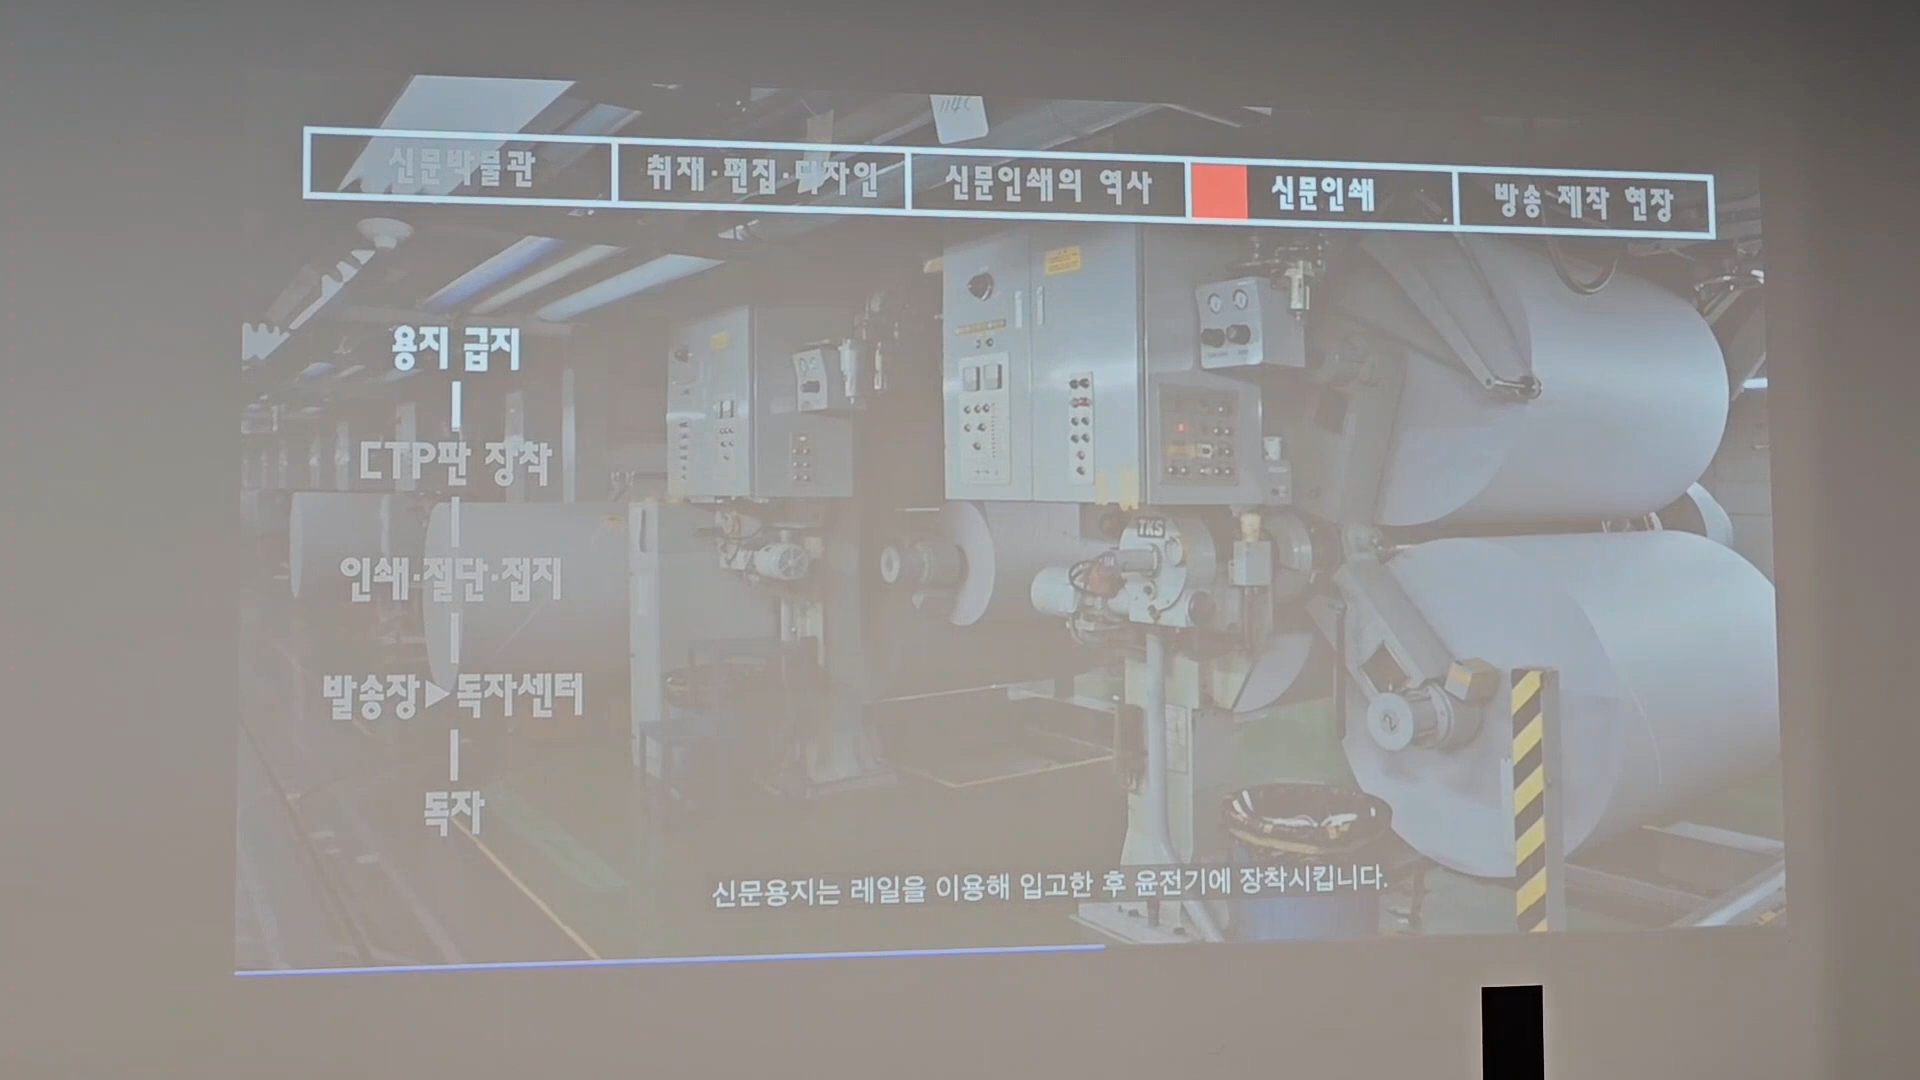 신문박물관
취재·편집·디자인
신문인쇄의 역사
신문인쇄
방송 제작 현장
용지 급지
CTP판 장착
인쇄·절단·접지
발송장▶독자센터
독자
TKS
신문용지는 레일을 이용해 입고한 후 윤전기에 장착시킵니다.